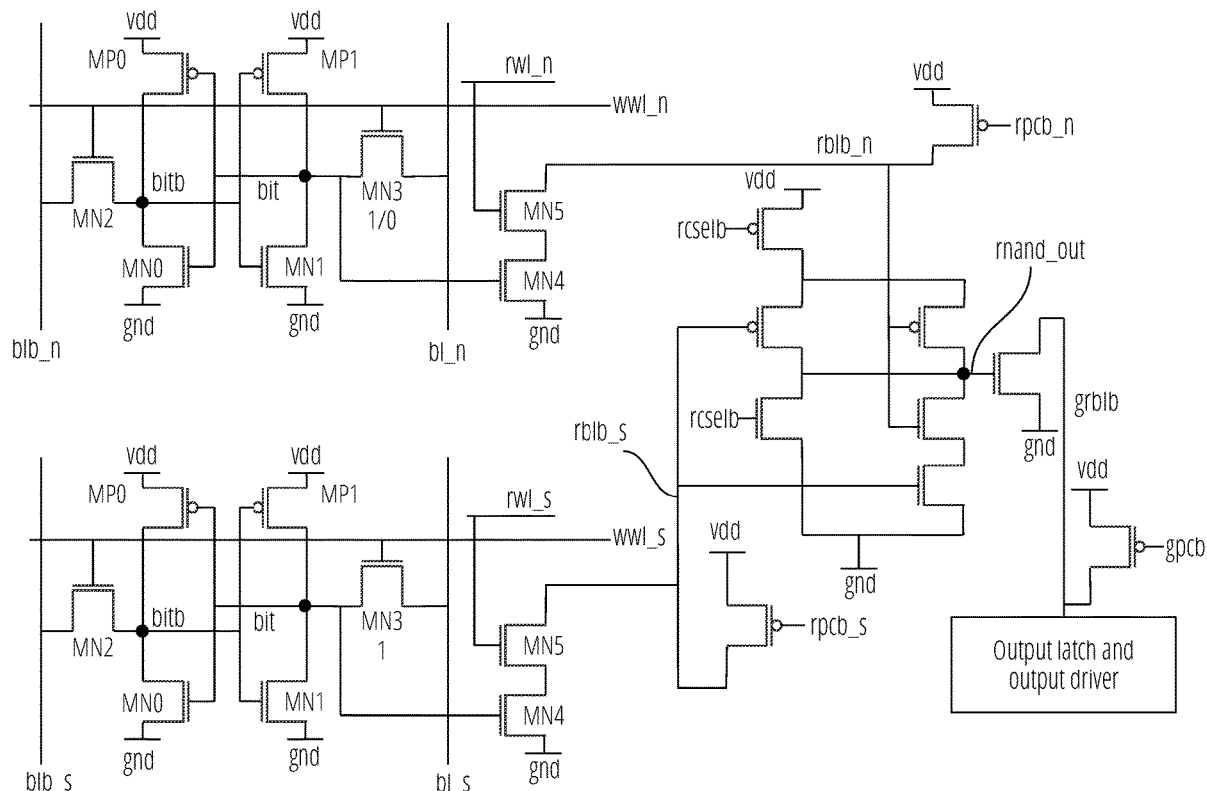 vdd
vdd
MP0
MP1
rwl_n
vdd
wwl_n
rpcb_n
rblb_n
vdd
bitb
bit
MN2
MN3
1/0
MN5
rcselb
rnand_out
MN0
MN1
MN4
gnd
gnd
gnd
blb_n
bl_n
rcselb
grblb
gnd
rblb_s
vdd
vdd
vdd
MP0
MP1
rwl_s
wwl_s
vdd
gpcb
gnd
bitb
bit
MN2
MN3
1
MN5
rpcb_s
Output latch and
output driver
MN0
MN1
MN4
gnd
gnd
gnd
blb_s
bl_s